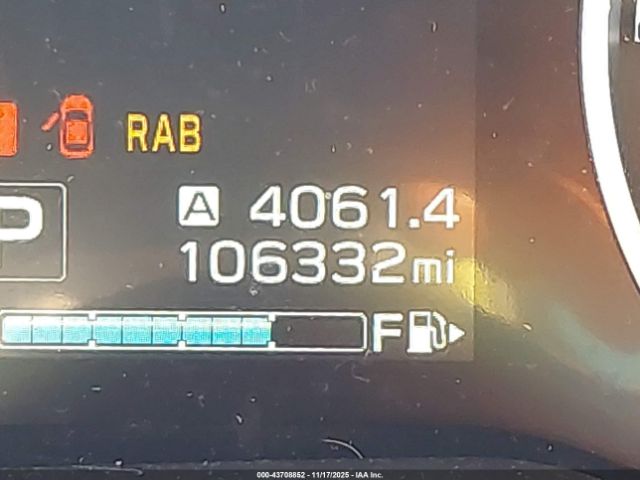 RAB
P
A 4061.4
106332mi
F
000-43708852 - 11/17/2025 - IAA Inc.